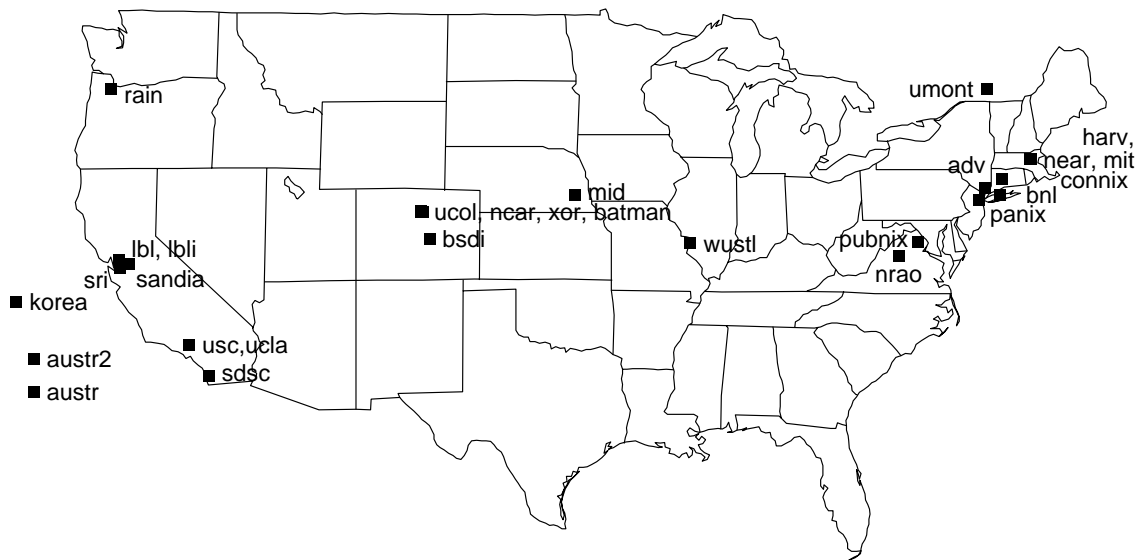 rain
umont
harv,
near, mit
adv
connix
bnl
panix
mid
ucol, ncar, xor, batman
bsdi
wustl
pubnix
nrao
lbl, lbli
sri
sandia
korea
usc,ucla
austr2
sdsc
austr